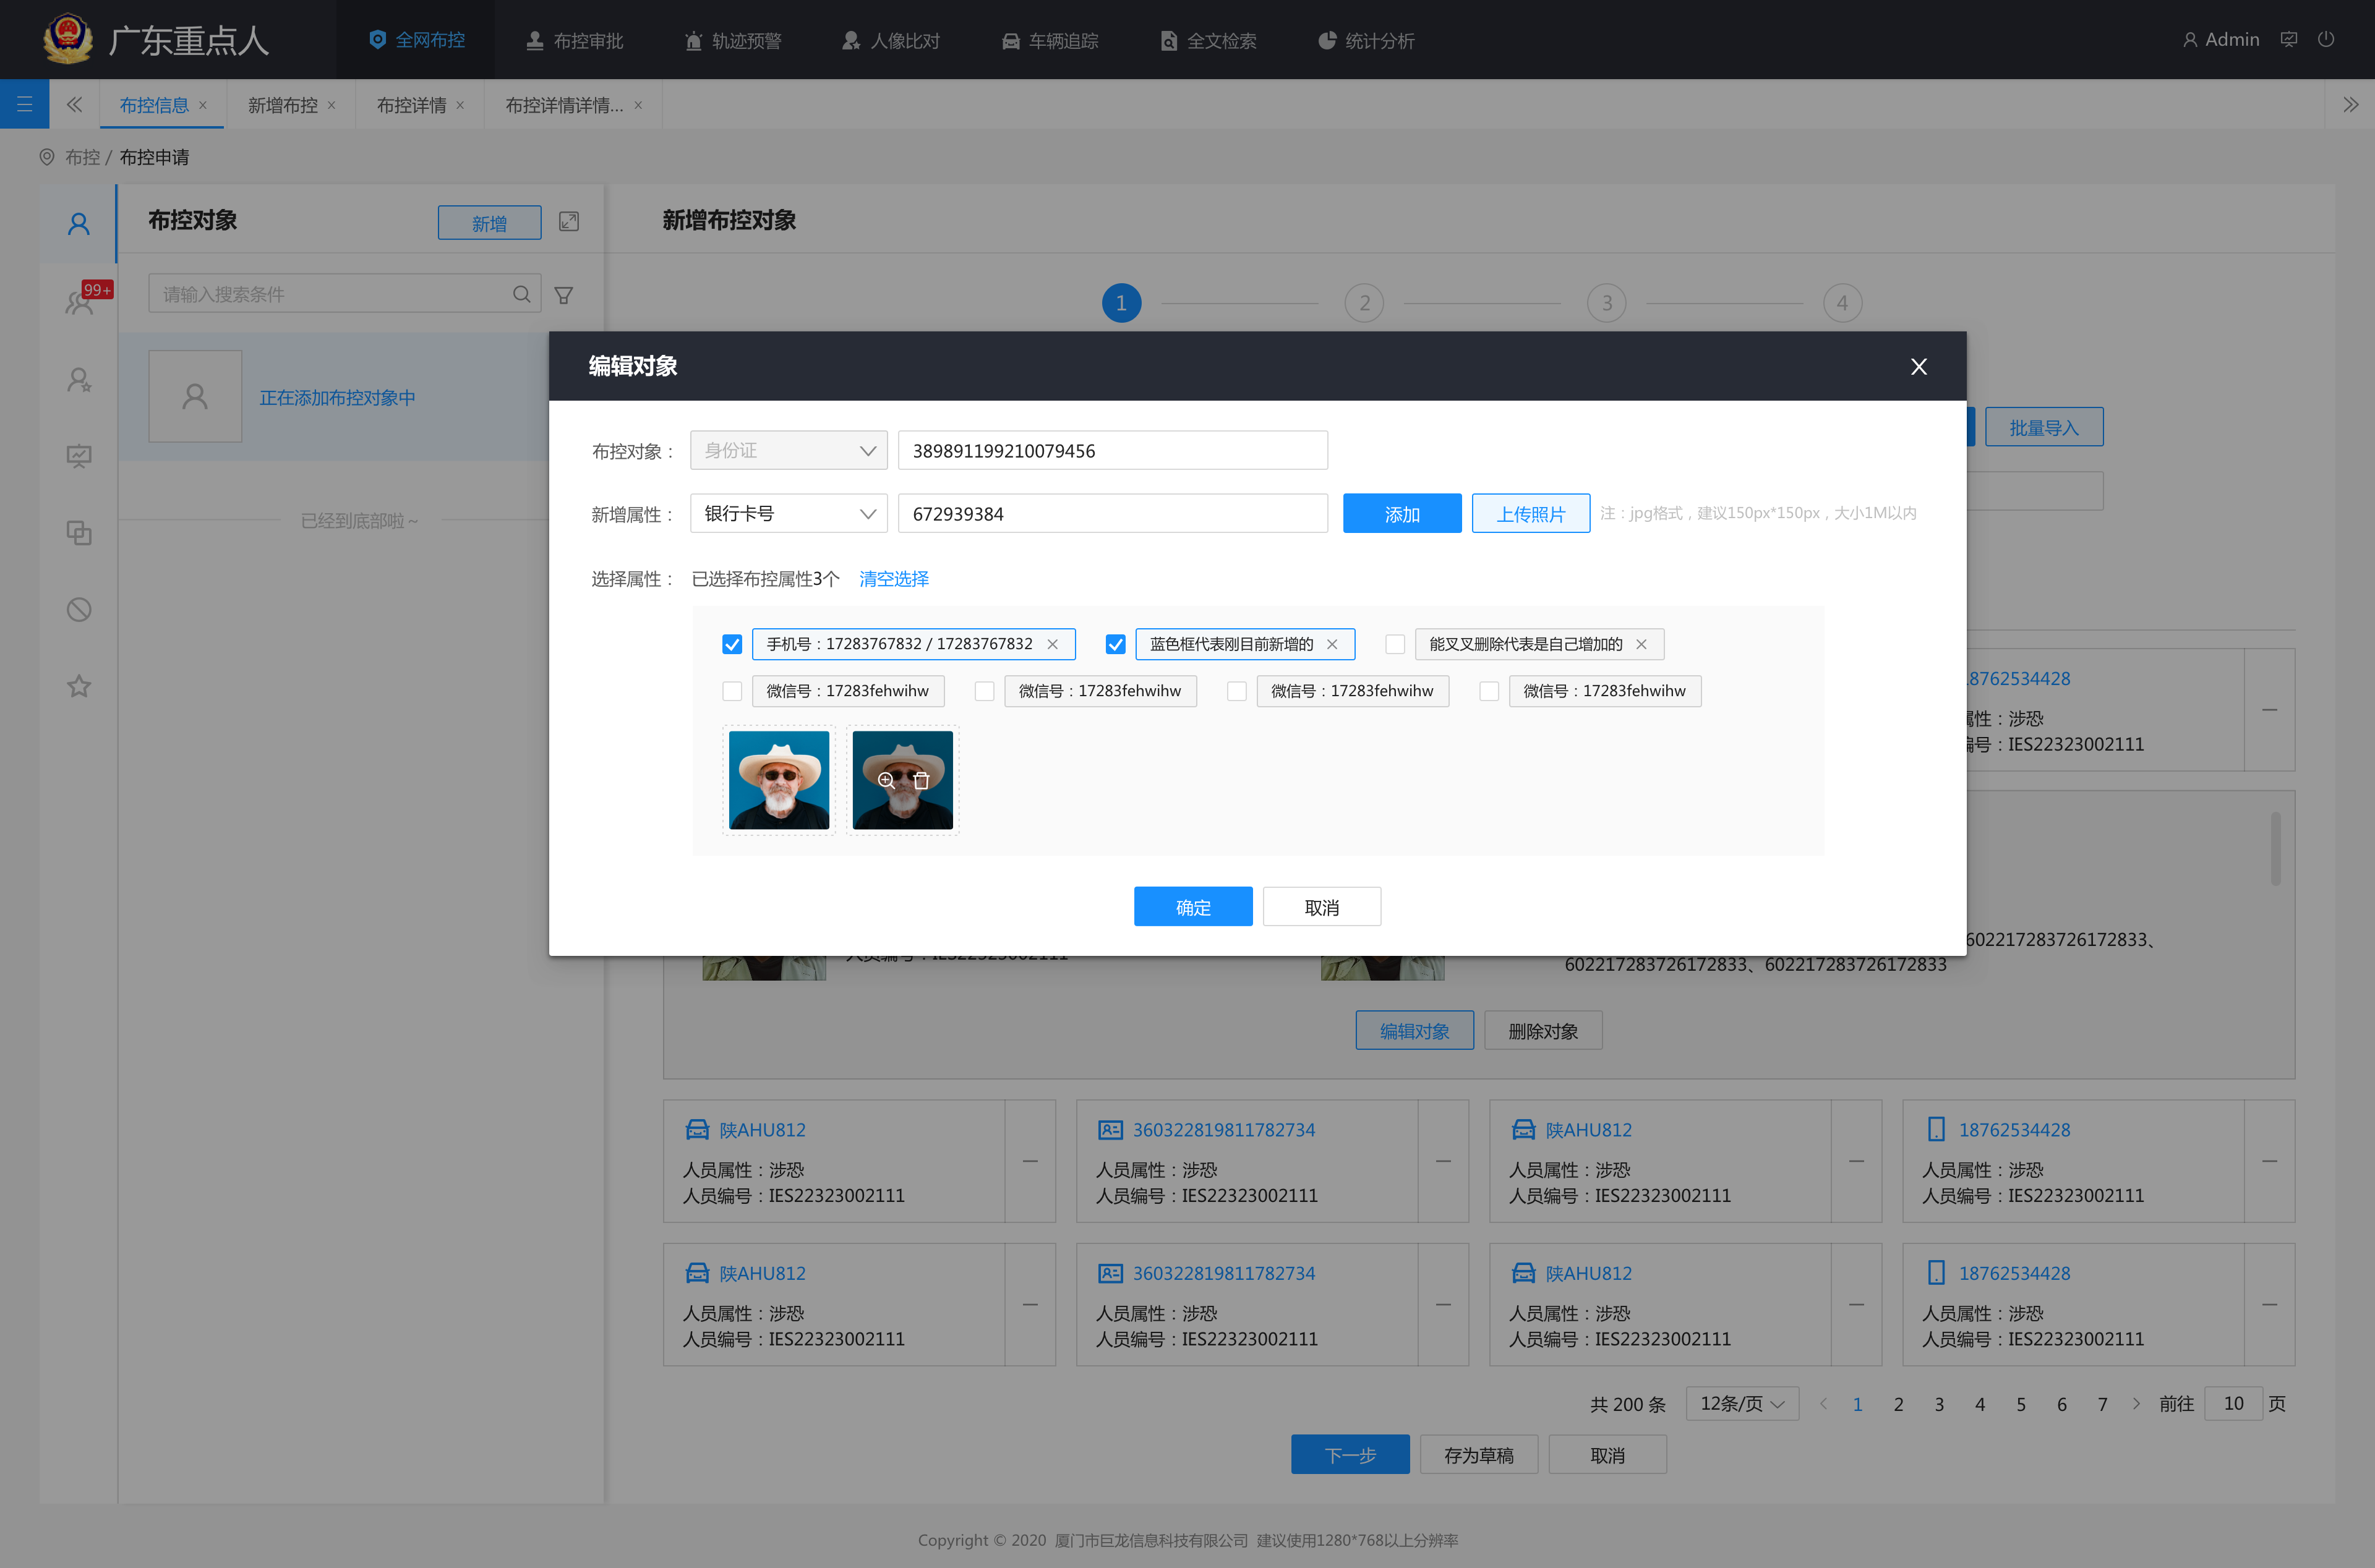 广东重点人 全网布控 布控审批 轨迹预警 人像比对 车辆追踪 全文检索 统计分析 Admin
布控信息 × 新增布控 × 布控详情 × 布控详情详情... ×
布控 / 布控申请
布控对象 新增 新增布控对象
99+
请输入搜索条件
1 2 3 4
编辑对象
正在添加布控对象中
批量导入
布控对象： 身份证 389891199210079456
新增属性： 银行卡号 672939384 添加 上传照片 注：jpg格式，建议150px*150px，大小1M以内
已经到底部啦~
选择属性： 已选择布控属性3个 清空选择
手机号：17283767832 / 17283767832 × 蓝色框代表刚目前新增的 × 能叉叉删除代表是自己增加的 ×
微信号：17283fehwihw 微信号：17283fehwihw 微信号：17283fehwihw 微信号：17283fehwihw
18762534428
属性：涉恐
编号：IES22323002111
确定 取消
602217283726172833、
人员编号：IES22323002111
602217283726172833、602217283726172833
编辑对象 删除对象
陕AHU812 360322819811782734 陕AHU812 18762534428
人员属性：涉恐 人员属性：涉恐 人员属性：涉恐 人员属性：涉恐
人员编号：IES22323002111 人员编号：IES22323002111 人员编号：IES22323002111 人员编号：IES22323002111
陕AHU812 360322819811782734 陕AHU812 18762534428
人员属性：涉恐 人员属性：涉恐 人员属性：涉恐 人员属性：涉恐
人员编号：IES22323002111 人员编号：IES22323002111 人员编号：IES22323002111 人员编号：IES22323002111
共 200 条 12条/页 1 2 3 4 5 6 7 前往 10 页
下一步 存为草稿 取消
Copyright © 2020 厦门市巨龙信息科技有限公司 建议使用1280*768以上分辨率